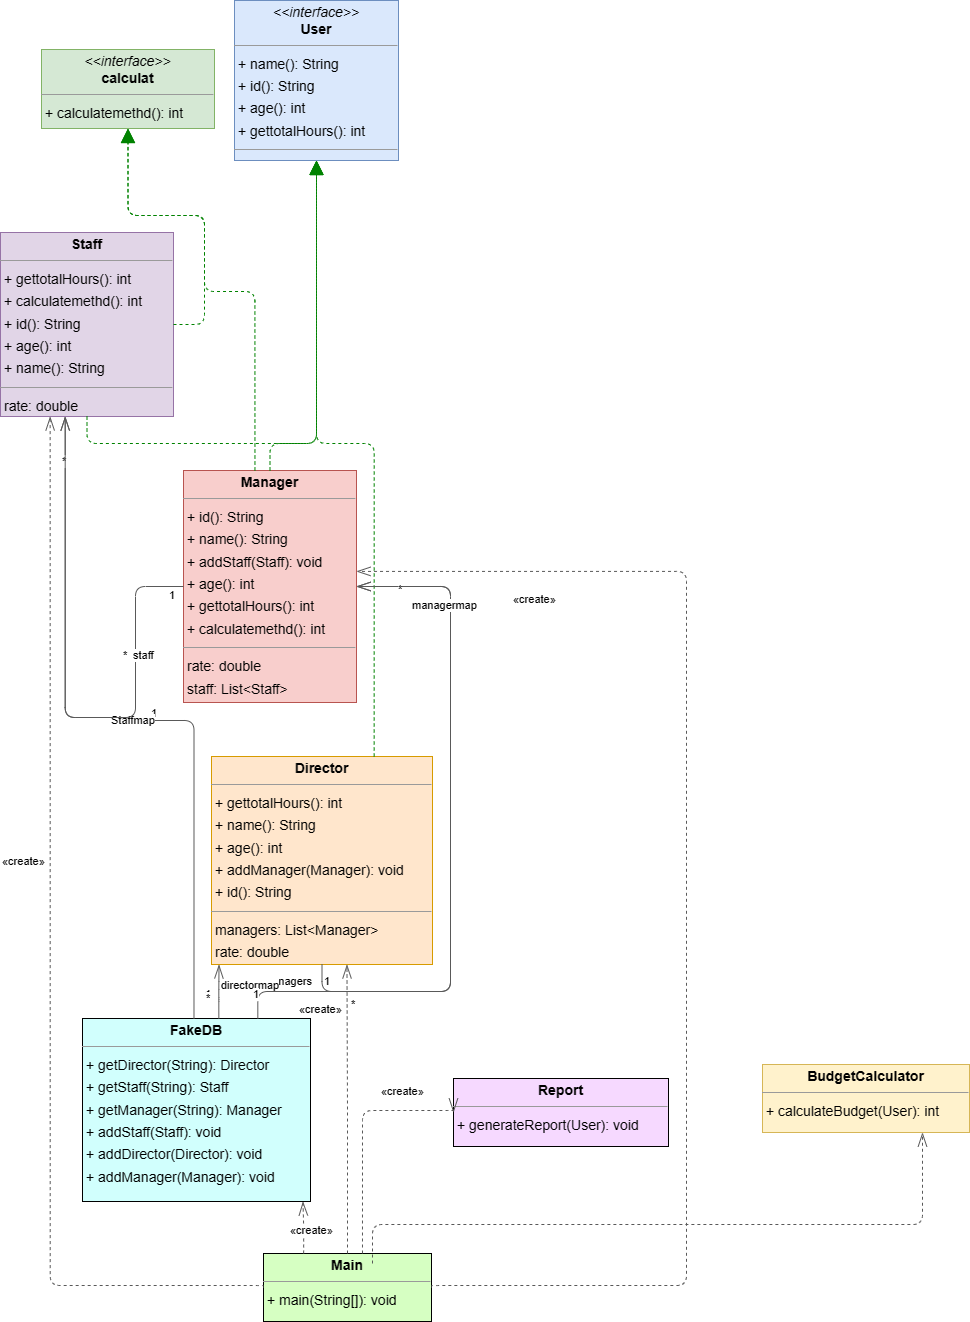 <<interface>>
User
+ name(): String
+ id(): String
+ age(): int
+ gettotalHours(): int
<<interface>>
calculat
+ calculatemethd(): int
Staff
+ gettotalHours(): int
+ calculatemethd(): int
+ id(): String
+ age(): int
+ name(): String
rate: double
*
Manager
+ id(): String
+ name(): String
+ addStaff(Staff): void
+ age(): int
+ gettotalHours(): int
+ calculatemethd(): int
rate: double
staff: List<Staff>
1
* staff
*
managermap
«create»
Staffmap
1
Director
+ gettotalHours(): int
+ name(): String
+ age(): int
+ addManager(Manager): void
+ id(): String
managers: List<Manager>
rate: double
«create»
directormap
nagers
1
1
*
1
*
«create»
FakeDB
+ getDirector(String): Director
+ getStaff(String): Staff
+ getManager(String): Manager
+ addStaff(Staff): void
+ addDirector(Director): void
+ addManager(Manager): void
«create»
Report
+ generateReport(User): void
BudgetCalculator
+ calculateBudget(User): int
«create»
Main
+ main(String[]): void